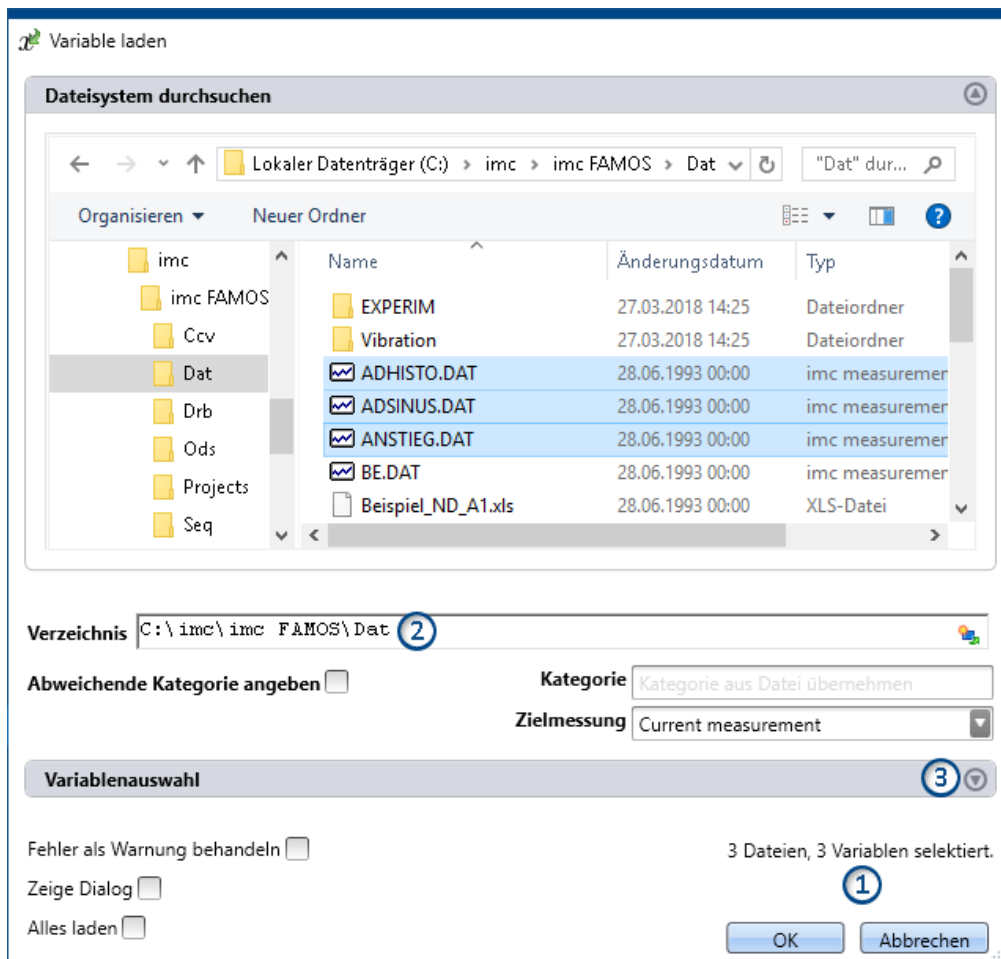 Variable laden
Dateisystem durchsuchen
Lokaler Datenträger (C:) > imc > imc FAMOS > Dat
"Dat" dur...
Organisieren
Neuer Ordner
?
imc
imc FAMOS
Ccv
Dat
Drb
Ods
Projects
Seq
Name Änderungsdatum Typ
EXPERIM 27.03.2018 14:25 Dateiordner
Vibration 27.03.2018 14:25 Dateiordner
ADHISTO.DAT 28.06.1993 00:00 imc measuremer
ADSINUS.DAT 28.06.1993 00:00 imc measuremer
ANSTIEG.DAT 28.06.1993 00:00 imc measuremer
BE.DAT 28.06.1993 00:00 imc measuremer
Beispiel_ND_A1.xls 28.06.1993 00:00 XLS-Datei
Verzeichnis C:\imc\imc FAMOS\Dat 2
Abweichende Kategorie angeben
Kategorie Kategorie aus Datei übernehmen
Zielmessung Current measurement
Variablenauswahl 3
Fehler als Warnung behandeln
3 Dateien, 3 Variablen selektiert.
Zeige Dialog
1
Alles laden
OK Abbrechen